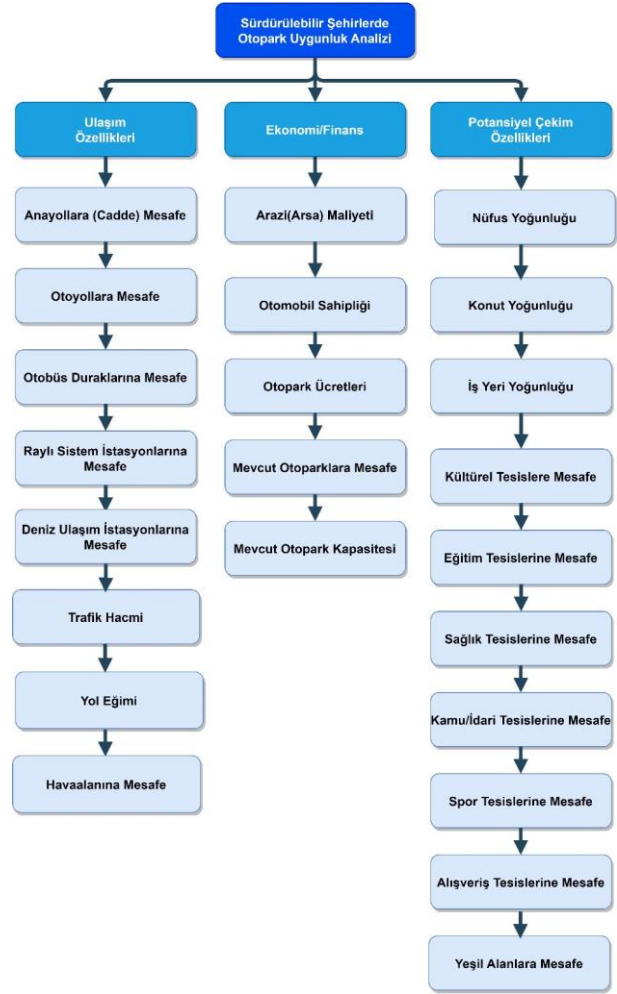 Sürdürülebilir Şehirlerde
Otopark Uygunluk Analizi
Ulaşım
Özellikleri
Anayollara (Cadde) Mesafe
Otoyollara Mesafe
Otobüs Duraklarına Mesafe
Raylı Sistem İstasyonlarına
Mesafe
Deniz Ulaşım İstasyonlarına
Mesafe
Trafik Hacmi
Yol Eğimi
Havaalanına Mesafe
Ekonomi/Finans
Arazi(Arsa) Maliyeti
Otomobil Sahipliği
Otopark Ücretleri
Mevcut Otoparklara Mesafe
Mevcut Otopark Kapasitesi
Potansiyel Çekim
Özellikleri
Nüfus Yoğunluğu
Konut Yoğunluğu
İş Yeri Yoğunluğu
Kültürel Tesislere Mesafe
Eğitim Tesislerine Mesafe
Sağlık Tesislerine Mesafe
Kamu/İdari Tesislerine Mesafe
Spor Tesislerine Mesafe
Alışveriş Tesislerine Mesafe
Yeşil Alanlara Mesafe